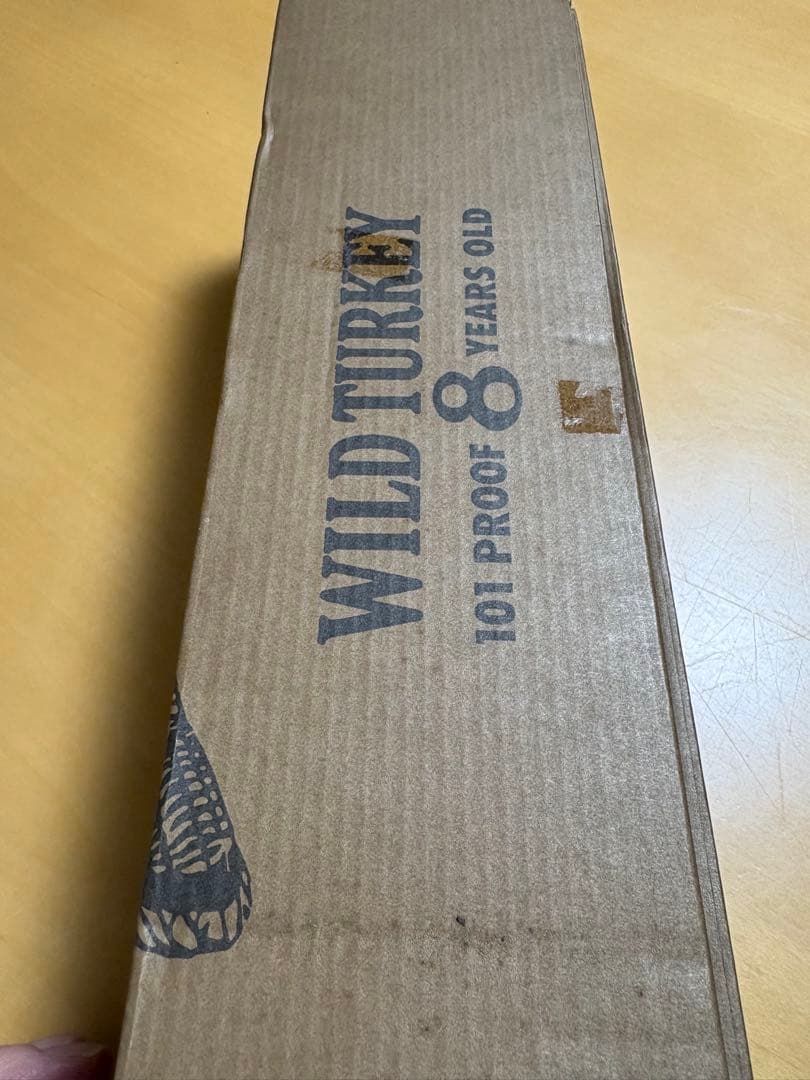 WILD TURKEY
101 PROOF 8 YEARS OLD